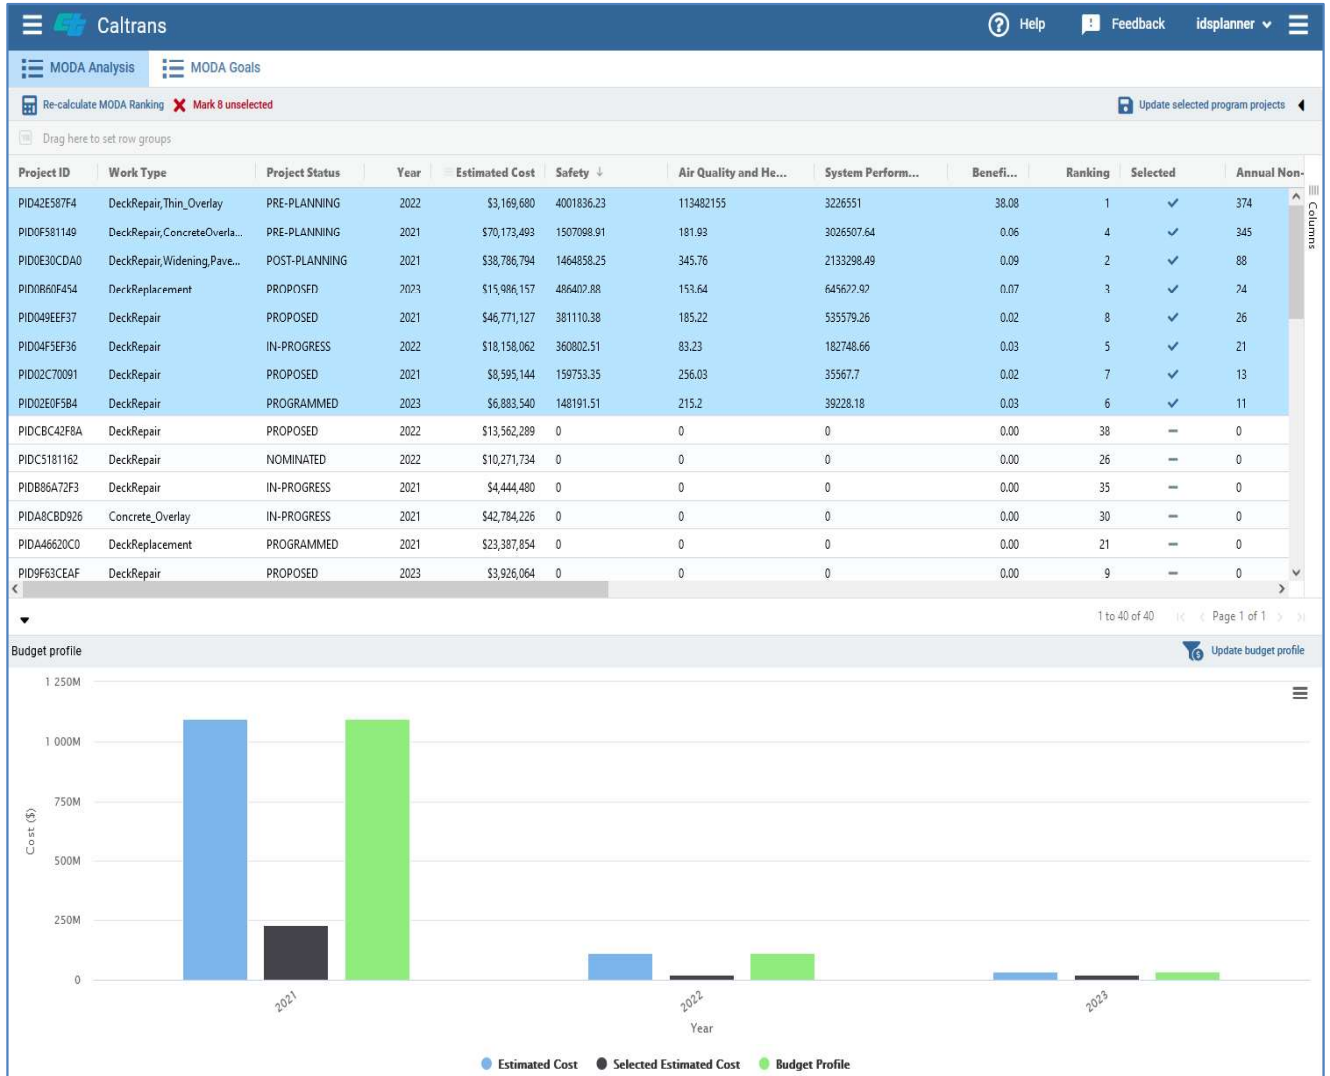 Caltrans Help Feedback idsplanner
MODA Analysis MODA Goals
Re-calculate MODA Ranking Mark 8 unselected Update selected program projects
Drag here to set row groups
Project ID Work Type Project Status Year Estimated Cost Safety ↓ Air Quality and He... System Perform... Benefi... Ranking Selected Annual Non-
PID42E587F4 DeckRepair,Thin_Overlay PRE-PLANNING 2022 $3,169,680 4001836.23 113482155 3226551 38.08 1 374
PID0F581149 DeckRepair,ConcreteOverla... PRE-PLANNING 2021 $70,173,493 1507098.91 181.93 3026507.64 0.06 4 345
PID0E30CDA0 DeckRepair,Widening,Pave... POST-PLANNING 2021 $38,786,794 1464858.25 345.76 2133298.49 0.09 2 88
PID0B60F454 DeckReplacement PROPOSED 2023 $15,986,157 486402.88 153.64 645622.92 0.07 3 24
PID049EEF37 DeckRepair PROPOSED 2021 $46,771,127 381110.38 185.22 535579.26 0.02 8 26
PID04F5EF36 DeckRepair IN-PROGRESS 2022 $18,158,062 360802.51 83.23 182748.66 0.03 5 21
PID02C70091 DeckRepair PROPOSED 2021 $8,595,144 159753.35 256.03 35567.7 0.02 7 13
PID02E0F5B4 DeckRepair PROGRAMMED 2023 $6,883,540 148191.51 215.2 39228.18 0.03 6 11
PIDCBC42F8A DeckRepair PROPOSED 2022 $13,562,289 0 0 0 0.00 38 0
PIDC5181162 DeckRepair NOMINATED 2022 $10,271,734 0 0 0 0.00 26 0
PIDB86A72F3 DeckRepair IN-PROGRESS 2021 $4,444,480 0 0 0 0.00 35 0
PIDA8CBD926 Concrete_Overlay IN-PROGRESS 2021 $42,784,226 0 0 0 0.00 30 0
PIDA46620C0 DeckReplacement PROGRAMMED 2021 $23,387,854 0 0 0 0.00 21 0
PID9F63CEAF DeckRepair PROPOSED 2023 $3,926,064 0 0 0 0.00 9 0
Columns
1 to 40 of 40 Page 1 of 1
Budget profile Update budget profile
1 250M
1 000M
750M
500M
250M
0
Cost ($)
2021 2022 2023
Year
Estimated Cost Selected Estimated Cost Budget Profile